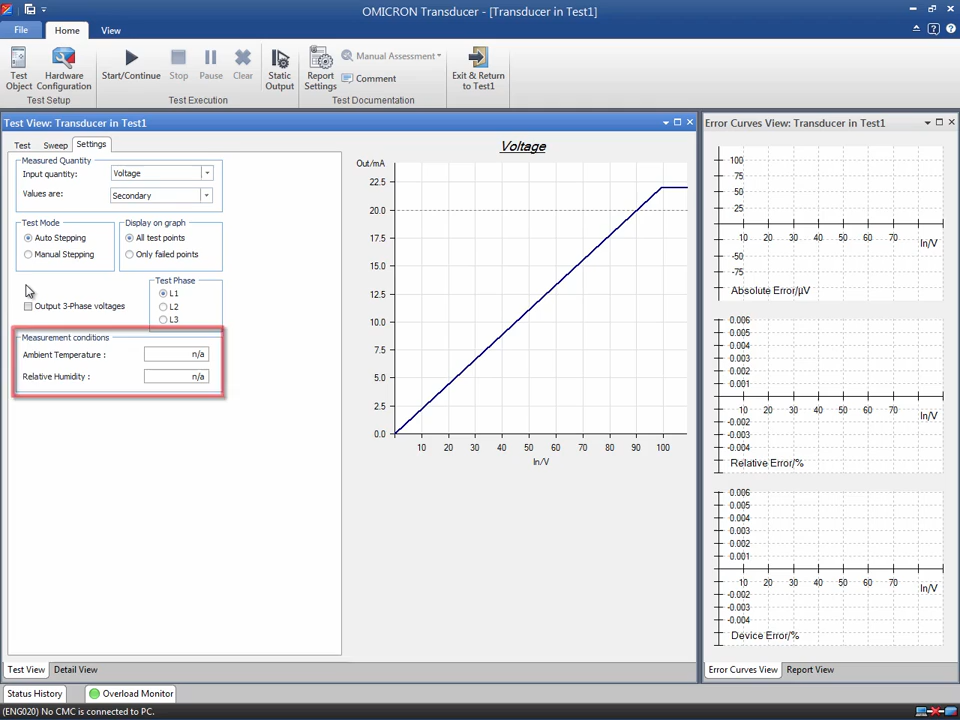 OMICRON Transducer - [Transducer in Test1]
File
Home
View
Test
Object
Hardware
Configuration
Test Setup
Start/Continue
Stop
Pause
Clear
Test Execution
Static
Output
Report
Settings
Manual Assessment
Comment
Test Documentation
Exit & Return
to Test1
Test View: Transducer in Test1
Test
Sweep
Settings
Measured Quantity
Input quantity:
Voltage
Values are:
Secondary
Test Mode
Auto Stepping
Manual Stepping
Display on graph
All test points
Only failed points
Output 3-Phase voltages
Test Phase
L1
L2
L3
Measurement conditions
Ambient Temperature :
n/a
Relative Humidity :
n/a
Voltage
Out/mA
22.5
20.0
17.5
15.0
12.5
10.0
7.5
5.0
2.5
0.0
10 20 30 40 50 60 70 80 90 100
In/V
Error Curves View: Transducer in Test1
100
75
50
25
10 20 30 40 50 60 70
In/V
-50
-75
Absolute Error/µV
0.006
0.005
0.004
0.003
0.002
0.001
10 20 30 40 50 60 70
In/V
-0.002
-0.003
-0.004
Relative Error/%
0.006
0.005
0.004
0.003
0.002
0.001
10 20 30 40 50 60 70
In/V
-0.002
-0.003
-0.004
Device Error/%
Test View
Detail View
Error Curves View
Report View
Status History
Overload Monitor
(ENG020) No CMC is connected to PC.